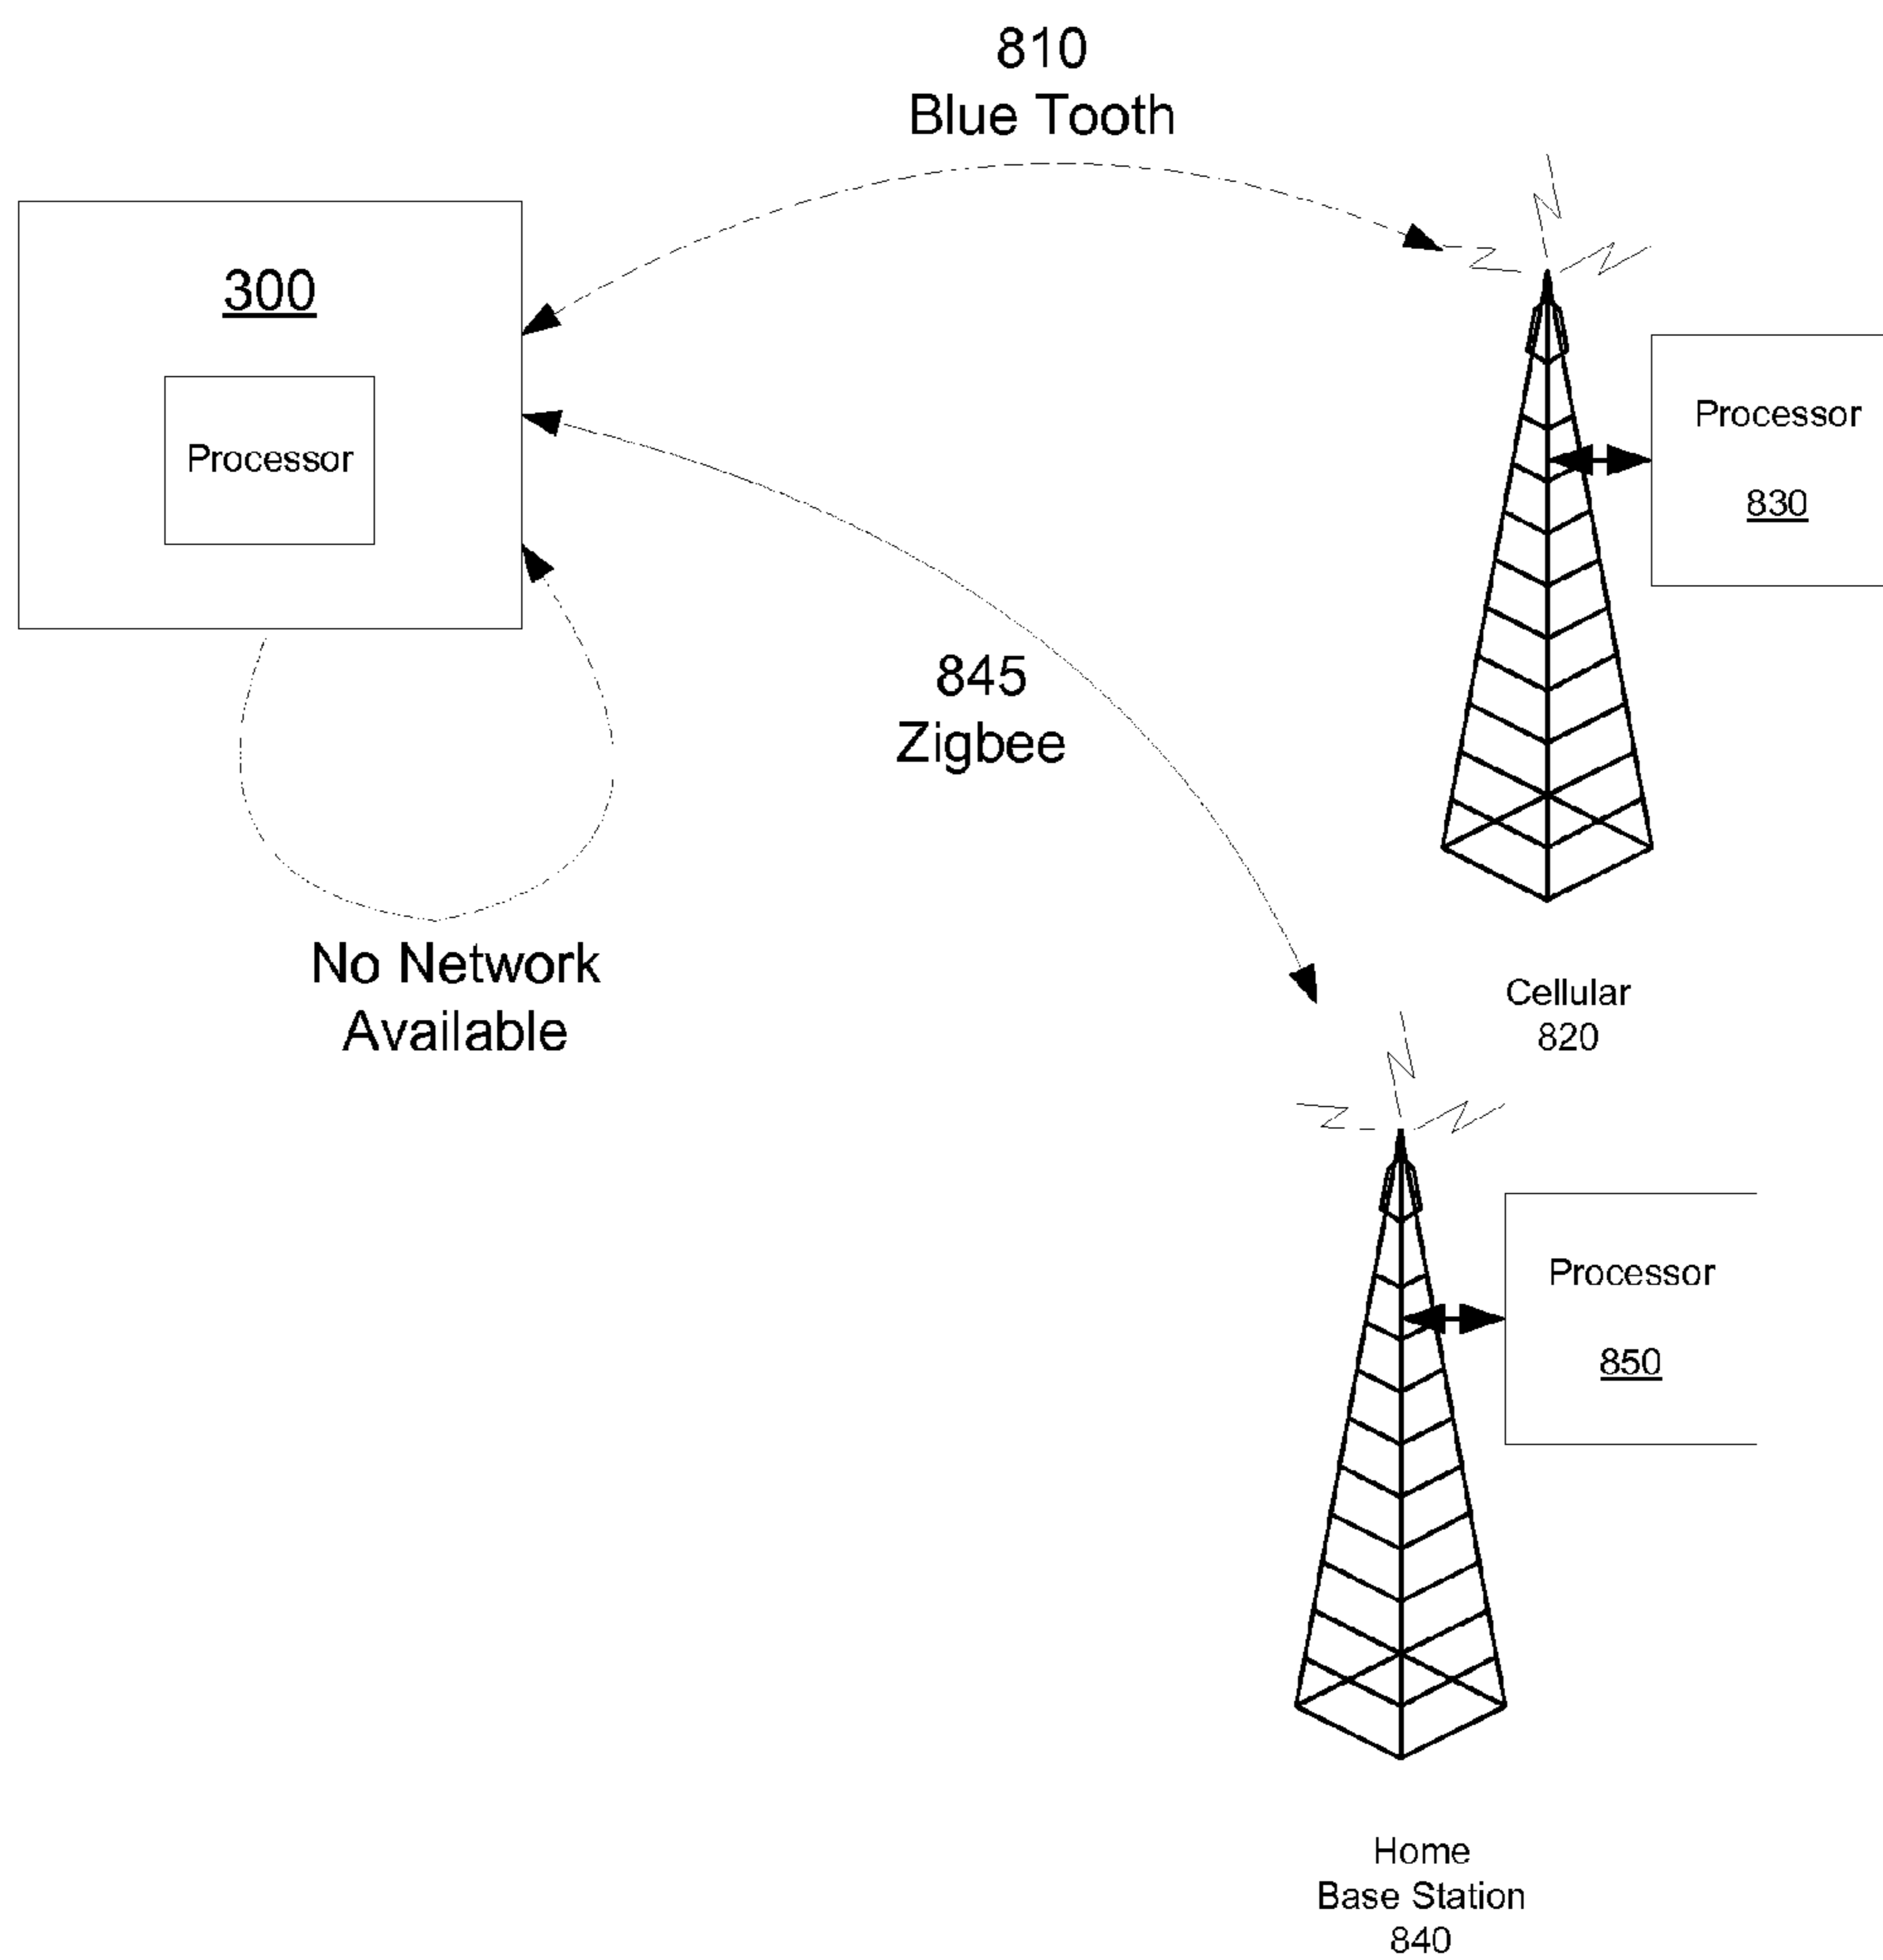 810
Blue Tooth
300
Processor
Processor
830
845
Zigbee
No Network
Available
Cellular
820
Processor
850
Home
Base Station
840